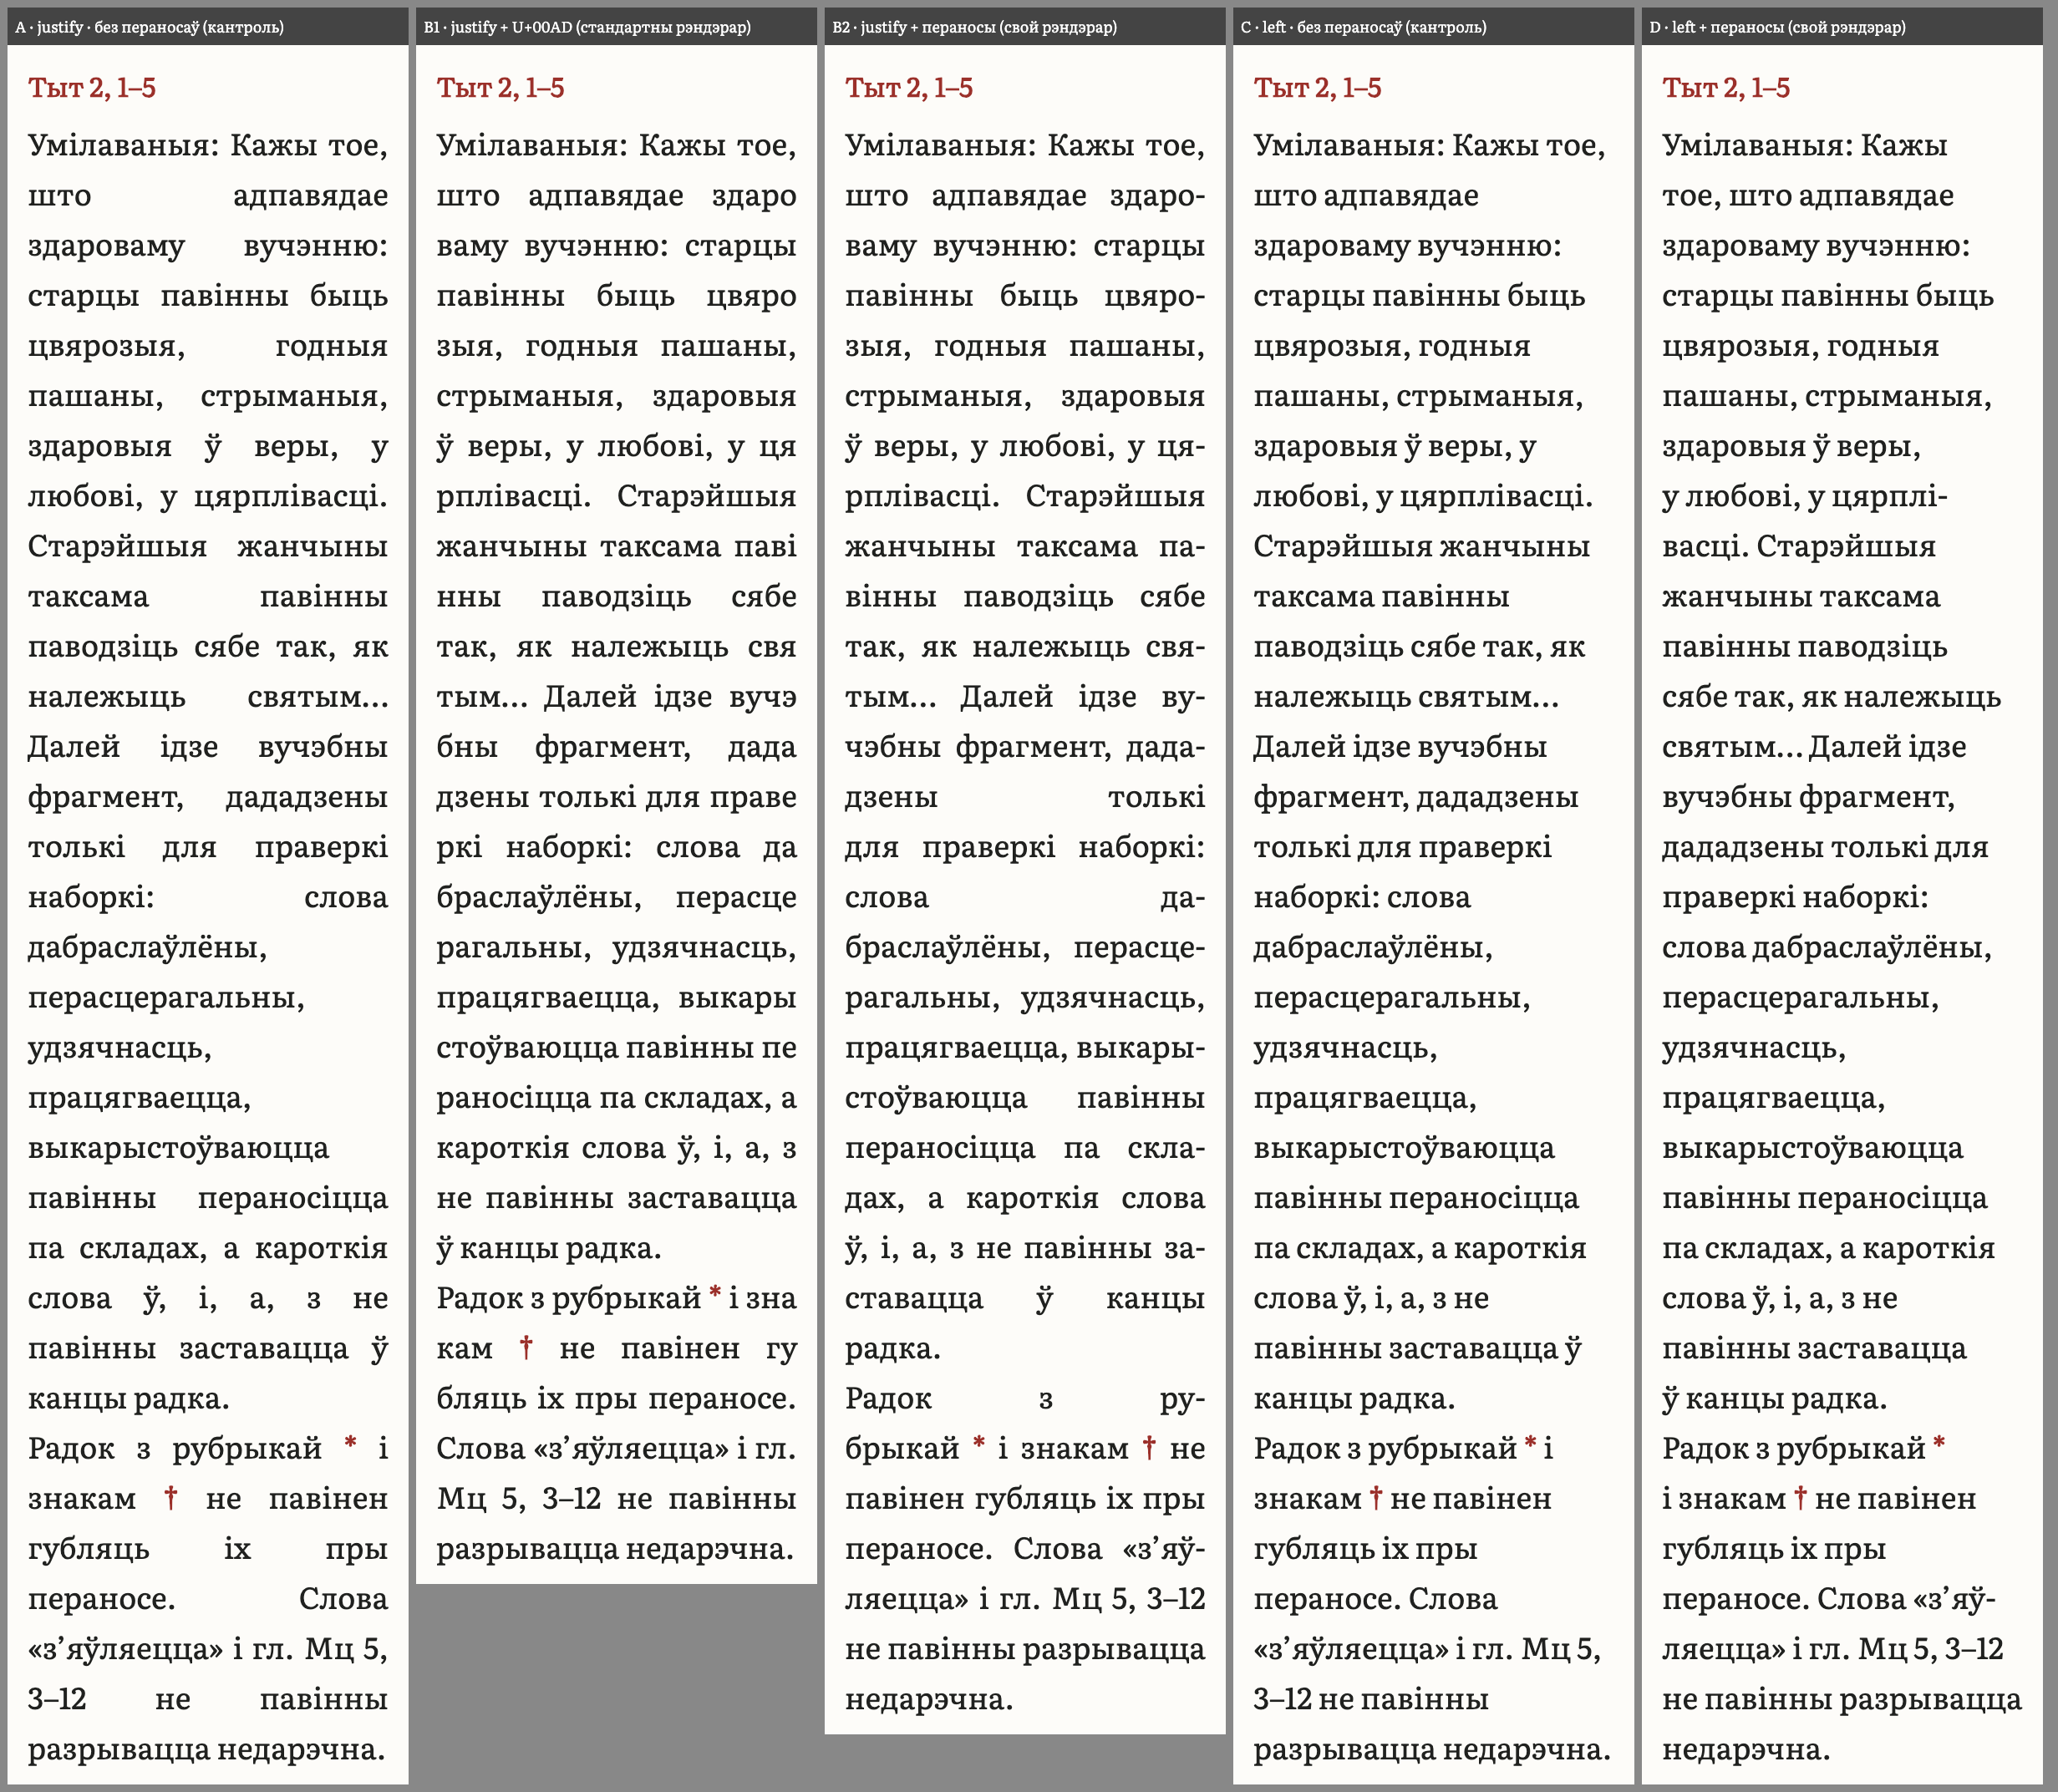 A · justify · без пераносаў (кантроль)
Тыт 2, 1–5
Умілаваныя: Кажы тое,
што адпавядае
здароваму вучэнню:
старцы павінны быць
цвярозыя, годныя
пашаны, стрыманыя,
здаровыя ў веры, у
любові, у цярплівасці.
Старэйшыя жанчыны
таксама павінны
паводзіць сябе так, як
належыць святым...
Далей ідзе вучэбны
фрагмент, дададзены
толькі для праверкі
наборкі: слова
дабраслаўлёны,
перасцерагальны,
удзячнасць,
працягваецца,
выкарыстоўваюцца
павінны пераносіцца
па складах, а кароткія
слова ў, і, а, з не
павінны заставацца ў
канцы радка.
Радок з рубрыкай * і
знакам † не павінен
губляць іх пры
пераносе. Слова
«з’яўляецца» і гл. Мц 5,
3–12 не павінны
разрывацца недарэчна.
B1 · justify + U+00AD (стандартны рэндэрар)
Тыт 2, 1–5
Умілаваныя: Кажы тое,
што адпавядае здаро
ваму вучэнню: старцы
павінны быць цвяро
зыя, годныя пашаны,
стрыманыя, здаровыя
ў веры, у любові, у ця
рплівасці. Старэйшыя
жанчыны таксама паві
нны паводзіць сябе
так, як належыць свя
тым... Далей ідзе вучэ
бны фрагмент, дада
дзены толькі для праве
ркі наборкі: слова да
браслаўлёны, перасце
рагальны, удзячнасць,
працягваецца, выкары
стоўваюцца павінны пе
раносіцца па складах, а
кароткія слова ў, і, а, з
не павінны заставацца
ў канцы радка.
Радок з рубрыкай * і зна
кам † не павінен гу
бляць іх пры пераносе.
Слова «з’яўляецца» і гл.
Мц 5, 3–12 не павінны
разрывацца недарэчна.
B2 · justify + пераносы (свой рэндэрар)
Тыт 2, 1–5
Умілаваныя: Кажы тое,
што адпавядае здаро-
ваму вучэнню: старцы
павінны быць цвяро-
зыя, годныя пашаны,
стрыманыя, здаровыя
ў веры, у любові, у ця-
рплівасці. Старэйшыя
жанчыны таксама па-
вінны паводзіць сябе
так, як належыць свя-
тым... Далей ідзе ву-
чэбны фрагмент, дада-
дзены толькі
для праверкі наборкі:
слова да-
браслаўлёны, перасце-
рагальны, удзячнасць,
працягваецца, выкары-
стоўваюцца павінны
пераносіцца па скла-
дах, а кароткія слова
ў, і, а, з не павінны за-
ставацца ў канцы
радка.
Радок з ру-
брыкай * і знакам † не
павінен губляць іх пры
пераносе. Слова «з’яў-
ляецца» і гл. Мц 5, 3–12
не павінны разрывацца
недарэчна.
C · left · без пераносаў (кантроль)
Тыт 2, 1–5
Умілаваныя: Кажы тое,
што адпавядае
здароваму вучэнню:
старцы павінны быць
цвярозыя, годныя
пашаны, стрыманыя,
здаровыя ў веры, у
любові, у цярплівасці.
Старэйшыя жанчыны
таксама павінны
паводзіць сябе так, як
належыць святым...
Далей ідзе вучэбны
фрагмент, дададзены
толькі для праверкі
наборкі: слова
дабраслаўлёны,
перасцерагальны,
удзячнасць,
працягваецца,
выкарыстоўваюцца
павінны пераносіцца
па складах, а кароткія
слова ў, і, а, з не
павінны заставацца ў
канцы радка.
Радок з рубрыкай * і
знакам † не павінен
губляць іх пры
пераносе. Слова
«з’яўляецца» і гл. Мц 5,
3–12 не павінны
разрывацца недарэчна.
D · left + пераносы (свой рэндэрар)
Тыт 2, 1–5
Умілаваныя: Кажы
тое, што адпавядае
здароваму вучэнню:
старцы павінны быць
цвярозыя, годныя
пашаны, стрыманыя,
здаровыя ў веры,
у любові, у цярплі-
васці. Старэйшыя
жанчыны таксама
павінны паводзіць
сябе так, як належыць
святым... Далей ідзе
вучэбны фрагмент,
дададзены толькі для
праверкі наборкі:
слова дабраслаўлёны,
перасцерагальны,
удзячнасць,
працягваецца,
выкарыстоўваюцца
павінны пераносіцца
па складах, а кароткія
слова ў, і, а, з не
павінны заставацца
ў канцы радка.
Радок з рубрыкай *
і знакам † не павінен
губляць іх пры
пераносе. Слова «з’яў-
ляецца» і гл. Мц 5, 3–12
не павінны разрывацца
недарэчна.